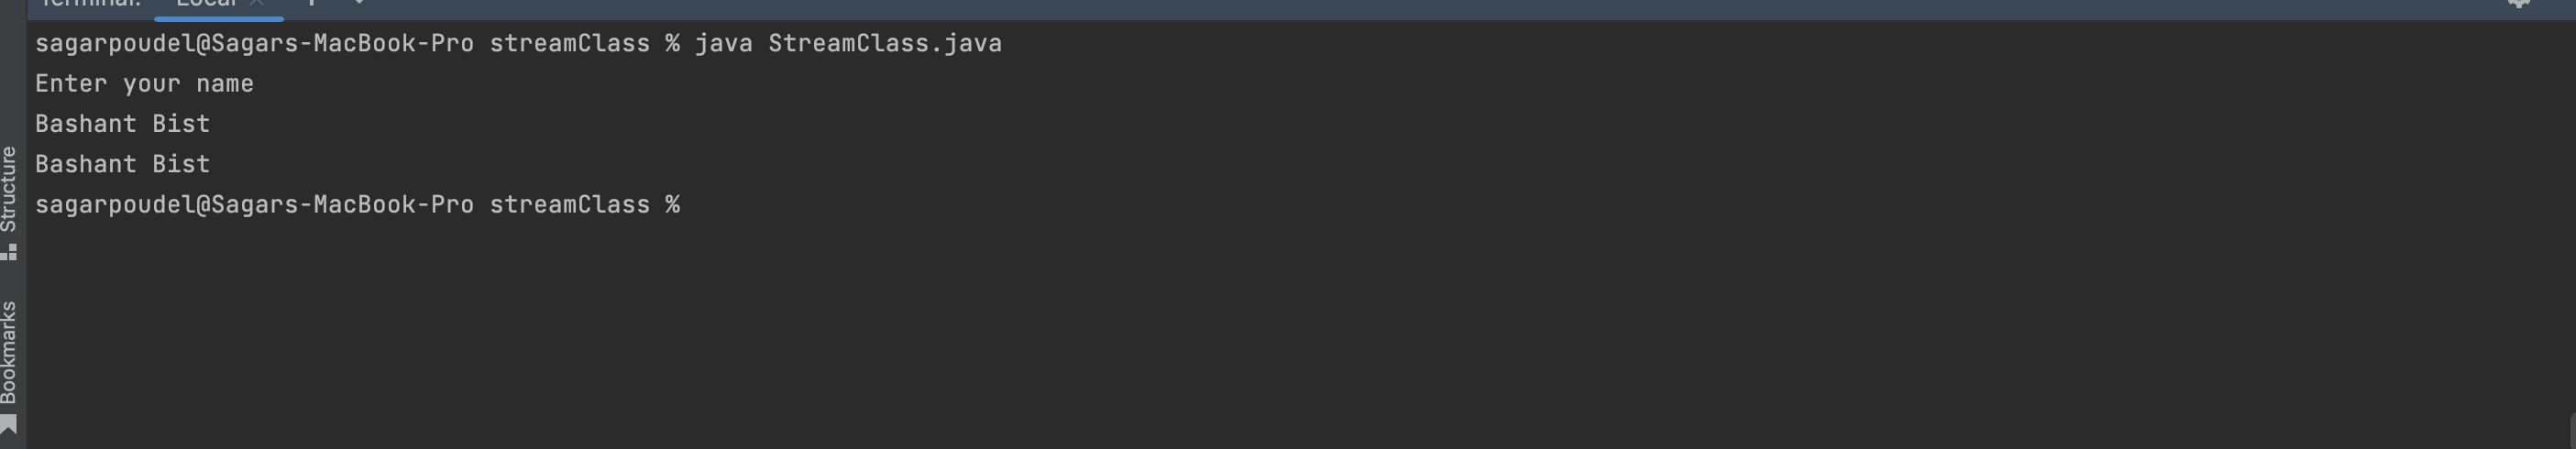 Terminal: Local
sagarpoudel@Sagars-MacBook-Pro streamClass % java StreamClass.java
Enter your name
Bashant Bist
Bashant Bist
sagarpoudel@Sagars-MacBook-Pro streamClass %
Structure
Bookmarks